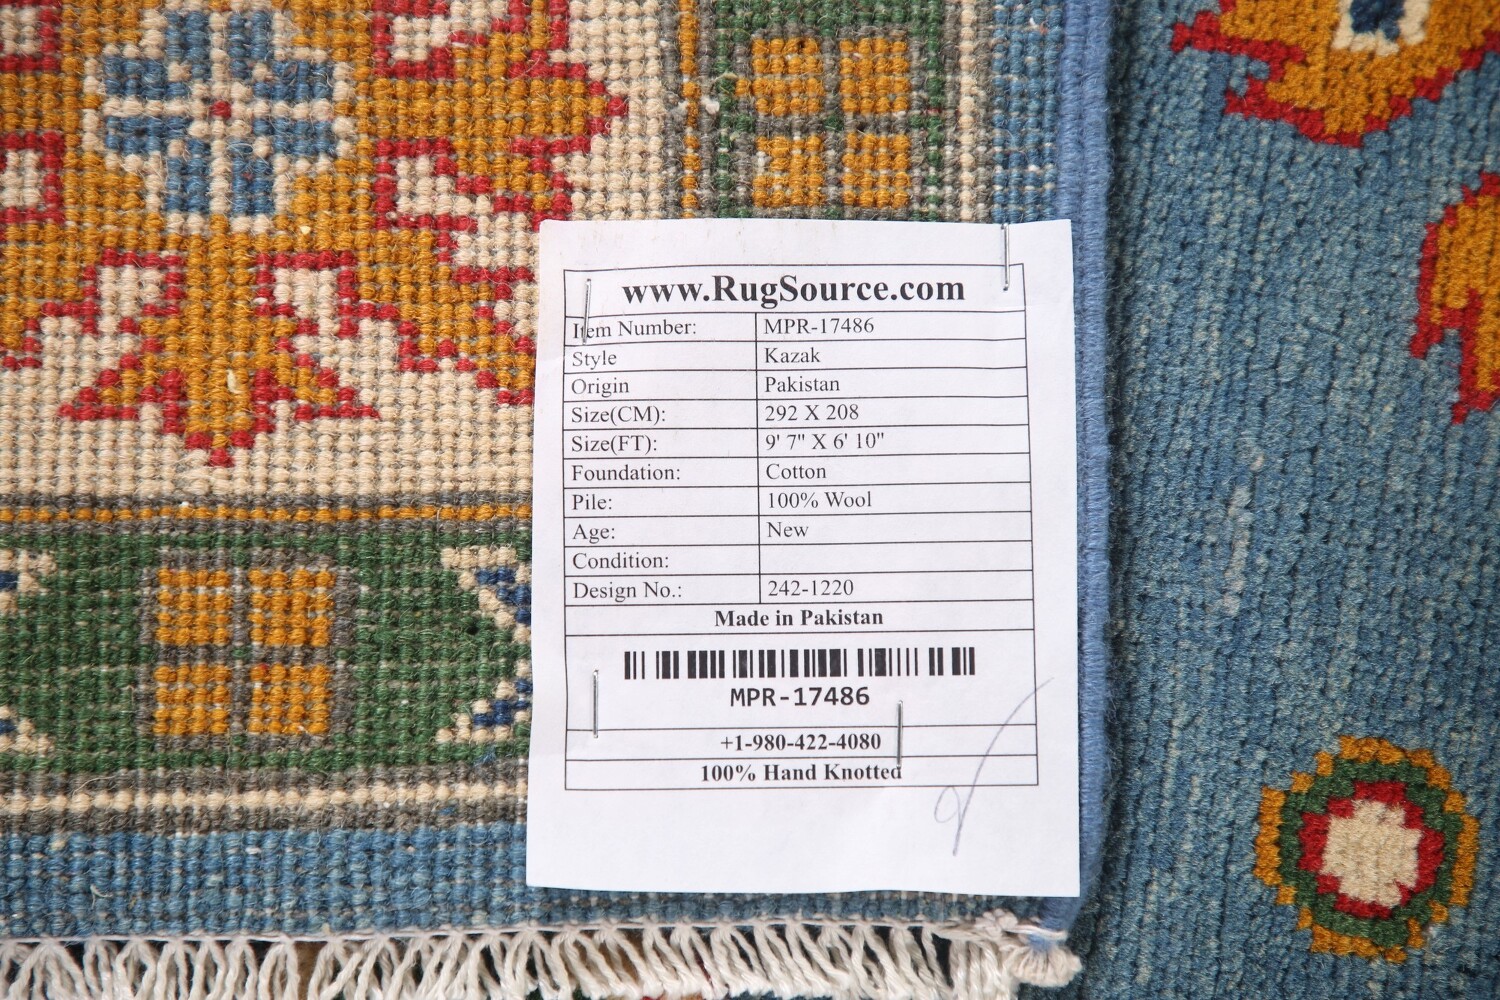 www.RugSource.com
Item Number: MPR-17486
Style Kazak
Origin Pakistan
Size(CM): 292 X 208
Size(FT): 9' 7" X 6' 10"
Foundation: Cotton
Pile: 100% Wool
Age: New
Condition:
Design No.: 242-1220
Made in Pakistan
MPR-17486
+1-980-422-4080
100% Hand Knotted